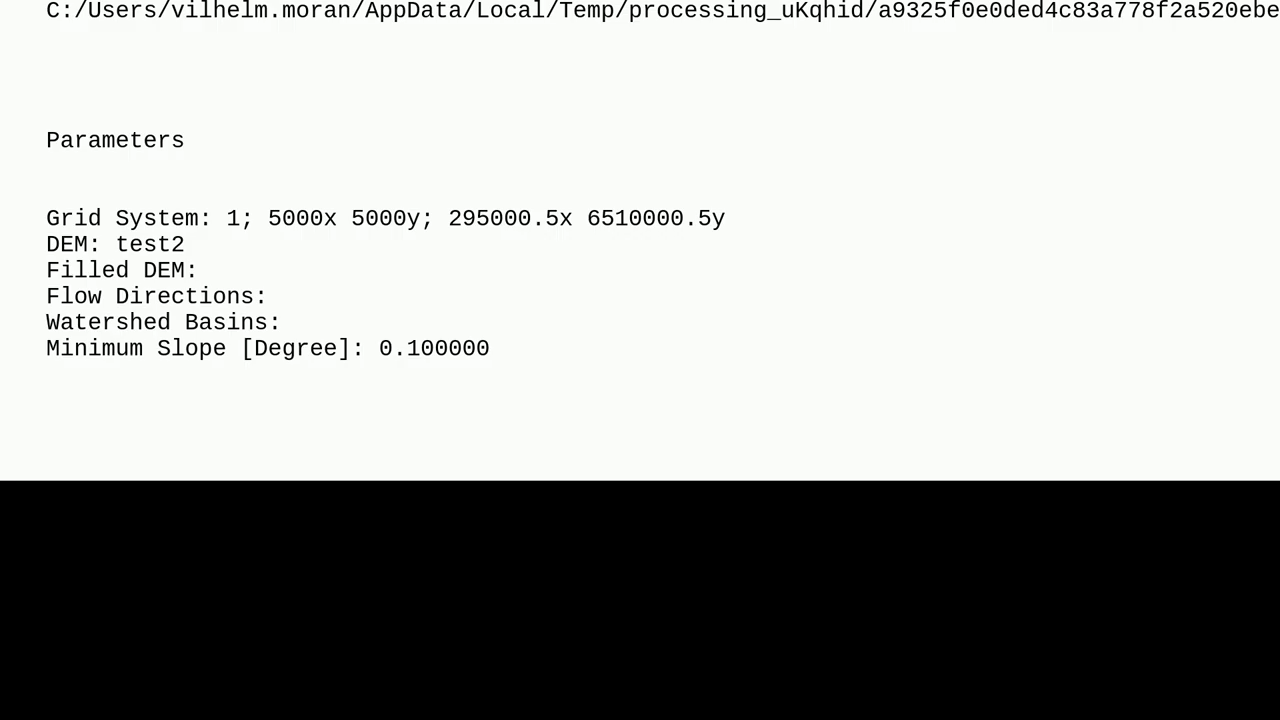 C:/Users/vilhelm.moran/AppData/Local/Temp/processing_uKqhid/a9325f0e0ded4c83a778f2a520ebe
Parameters
Grid System: 1; 5000x 5000y; 295000.5x 6510000.5y
DEM: test2
Filled DEM:
Flow Directions:
Watershed Basins:
Minimum Slope [Degree]: 0.100000